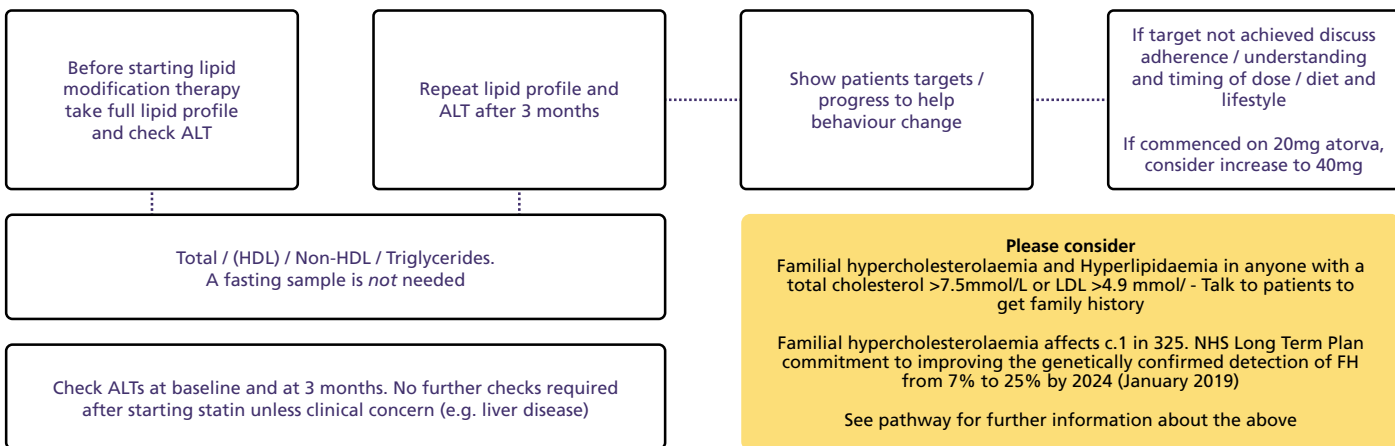 Before starting lipid
modification therapy
take full lipid profile
and check ALT
Repeat lipid profile and
ALT after 3 months
Show patients targets /
progress to help
behaviour change
If target not achieved discuss
adherence / understanding
and timing of dose / diet and
lifestyle
If commenced on 20mg atorva,
consider increase to 40mg
Total / (HDL) / Non-HDL / Triglycerides.
A fasting sample is not needed
Check ALTs at baseline and at 3 months. No further checks required
after starting statin unless clinical concern (e.g. liver disease)
Please consider
Familial hypercholesterolaemia and Hyperlipidaemia in anyone with a
total cholesterol >7.5mmol/L or LDL >4.9 mmol/ - Talk to patients to
get family history
Familial hypercholesterolaemia affects c.1 in 325. NHS Long Term Plan
commitment to improving the genetically confirmed detection of FH
from 7% to 25% by 2024 (January 2019)
See pathway for further information about the above